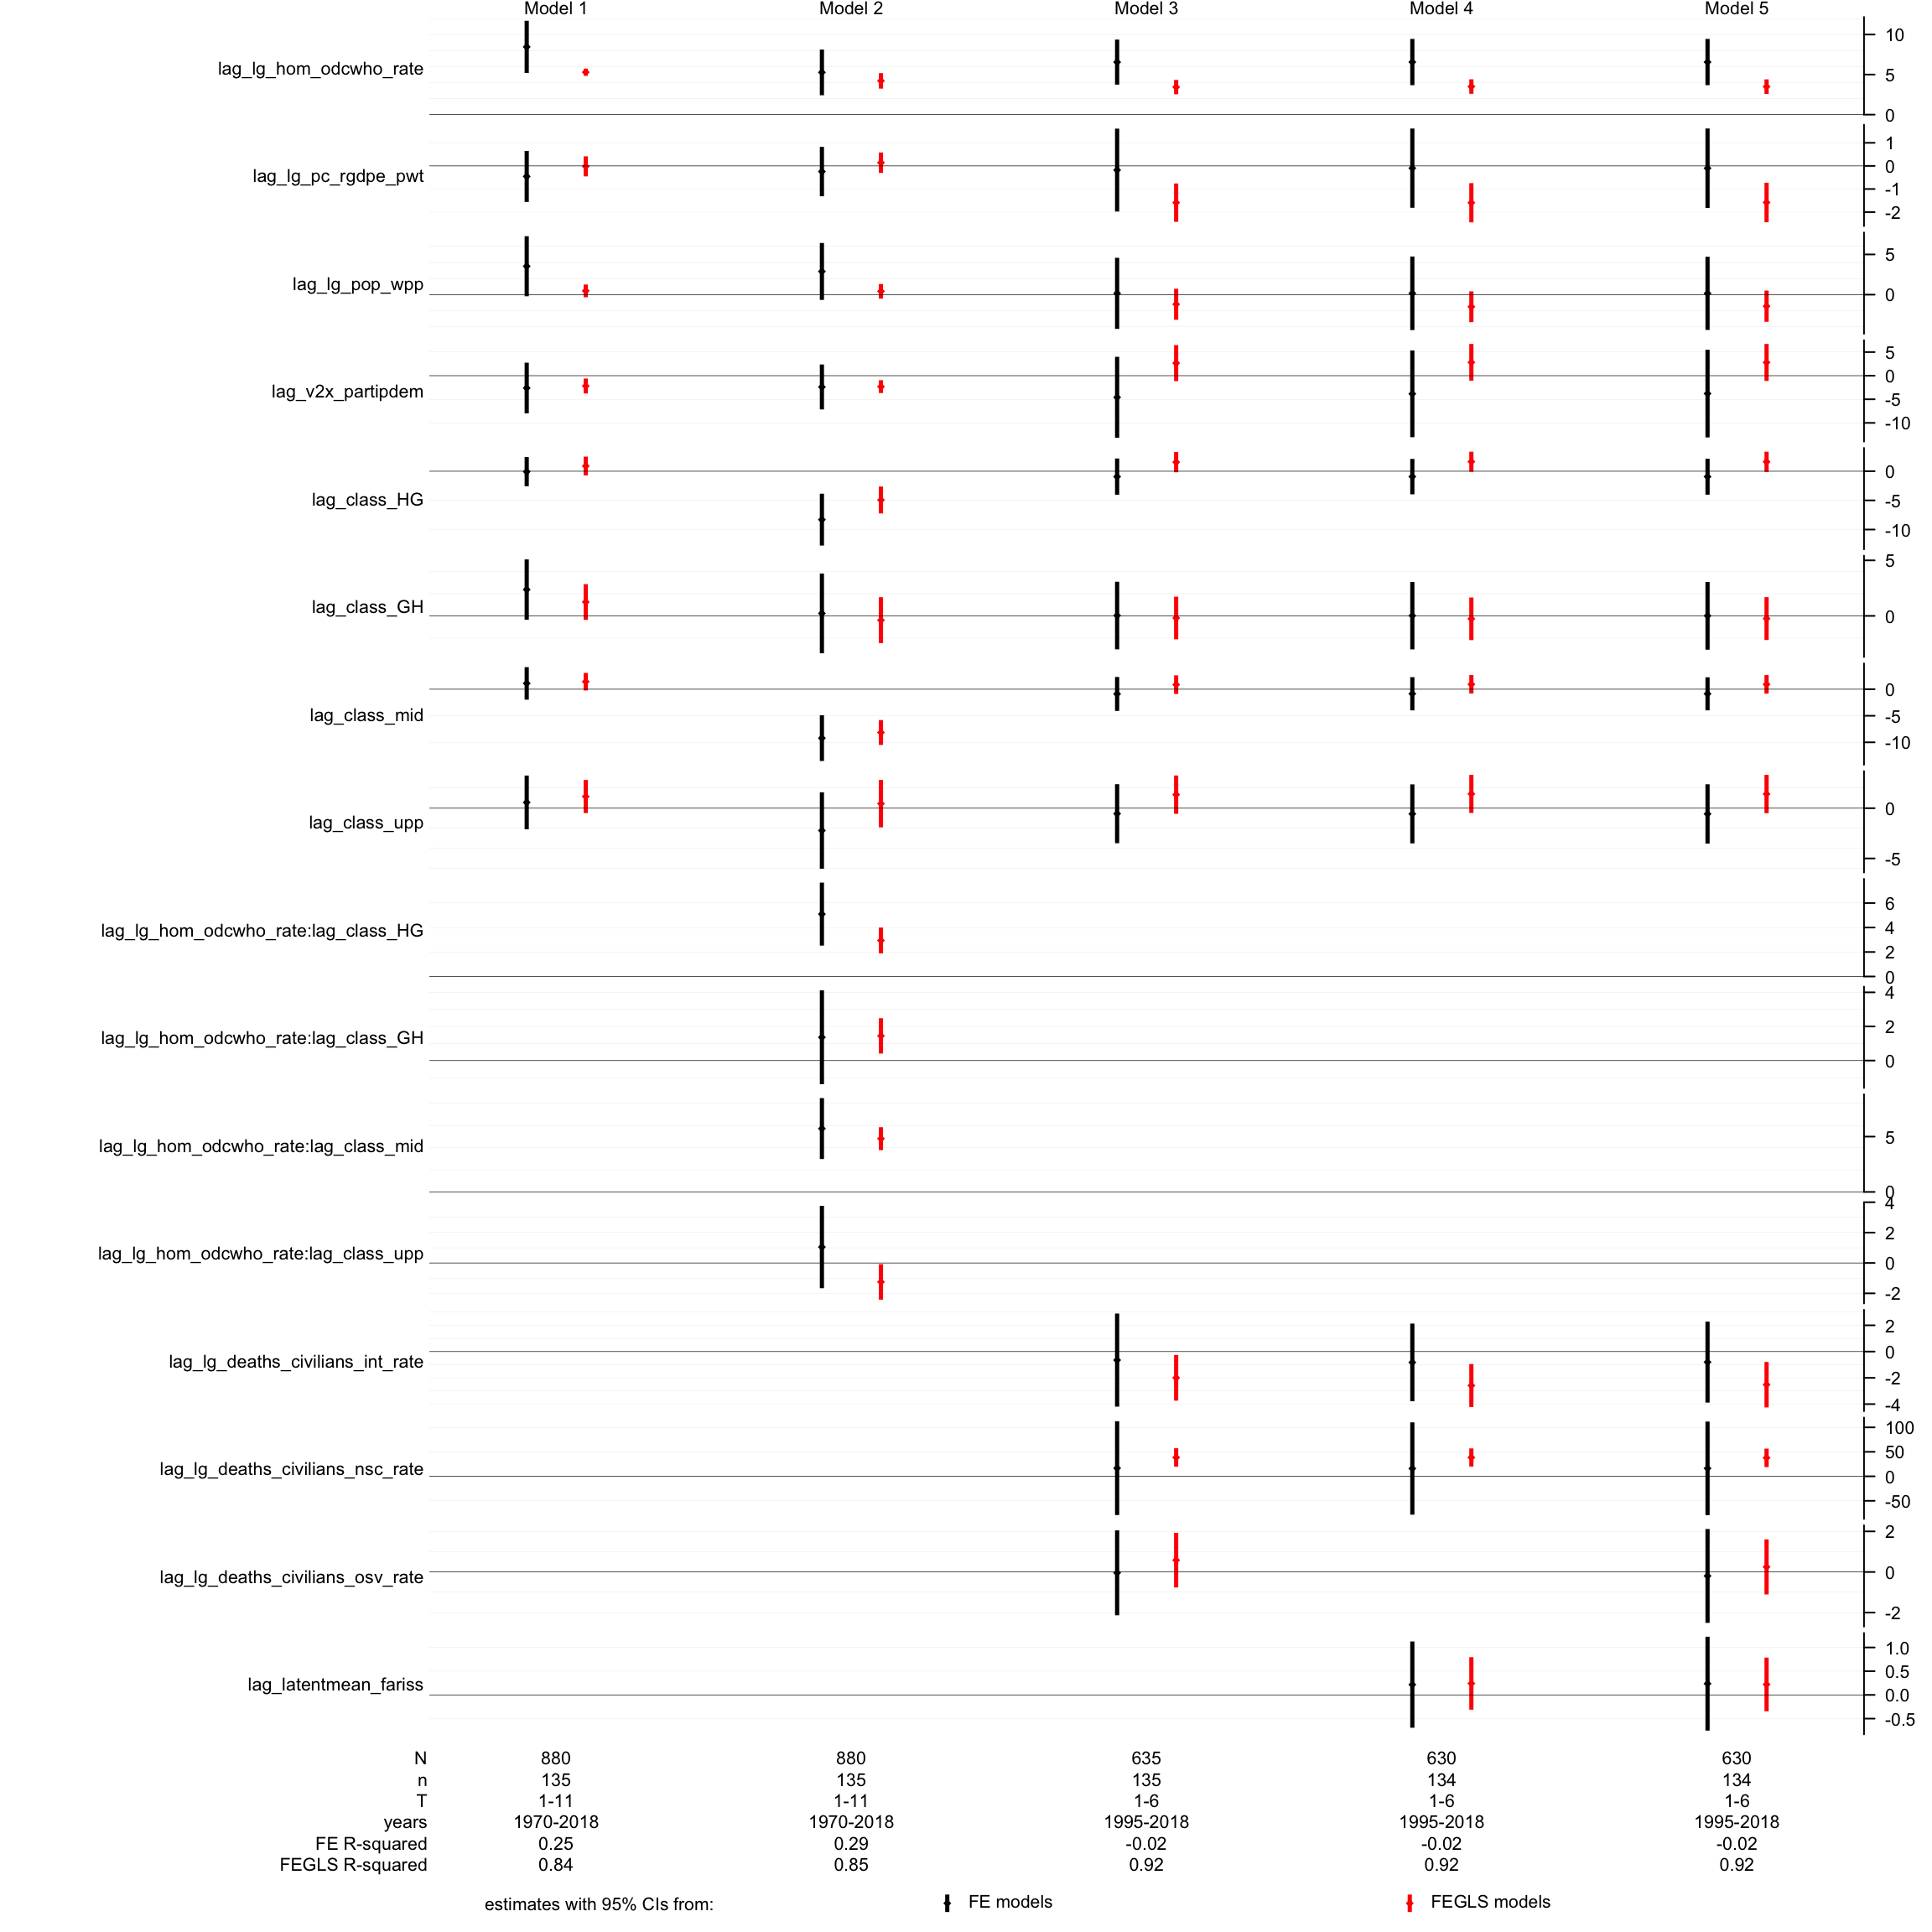 Model 1 Model 2 Model 3 Model 4 Model 5
lag_lg_hom_odcwho_rate
10
5
0
lag_lg_pc_rgdpe_pwt
1
0
-1
-2
lag_lg_pop_wpp
5
0
lag_v2x_partipdem
5
0
-5
-10
lag_class_HG
0
-5
-10
lag_class_GH
5
0
lag_class_mid
0
-5
-10
lag_class_upp
0
-5
lag_lg_hom_odcwho_rate:lag_class_HG
6
4
2
0
lag_lg_hom_odcwho_rate:lag_class_GH
4
2
0
lag_lg_hom_odcwho_rate:lag_class_mid
5
0
lag_lg_hom_odcwho_rate:lag_class_upp
4
2
0
-2
lag_lg_deaths_civilians_int_rate
2
0
-2
-4
lag_lg_deaths_civilians_nsc_rate
100
50
0
-50
lag_lg_deaths_civilians_osv_rate
2
0
-2
lag_latentmean_fariss
1.0
0.5
0.0
-0.5
N 880 880 635 630 630
n 135 135 135 134 134
T 1-11 1-11 1-6 1-6 1-6
years 1970-2018 1970-2018 1995-2018 1995-2018 1995-2018
FE R-squared 0.25 0.29 -0.02 -0.02 -0.02
FEGLS R-squared 0.84 0.85 0.92 0.92 0.92
estimates with 95% CIs from: FE models FEGLS models